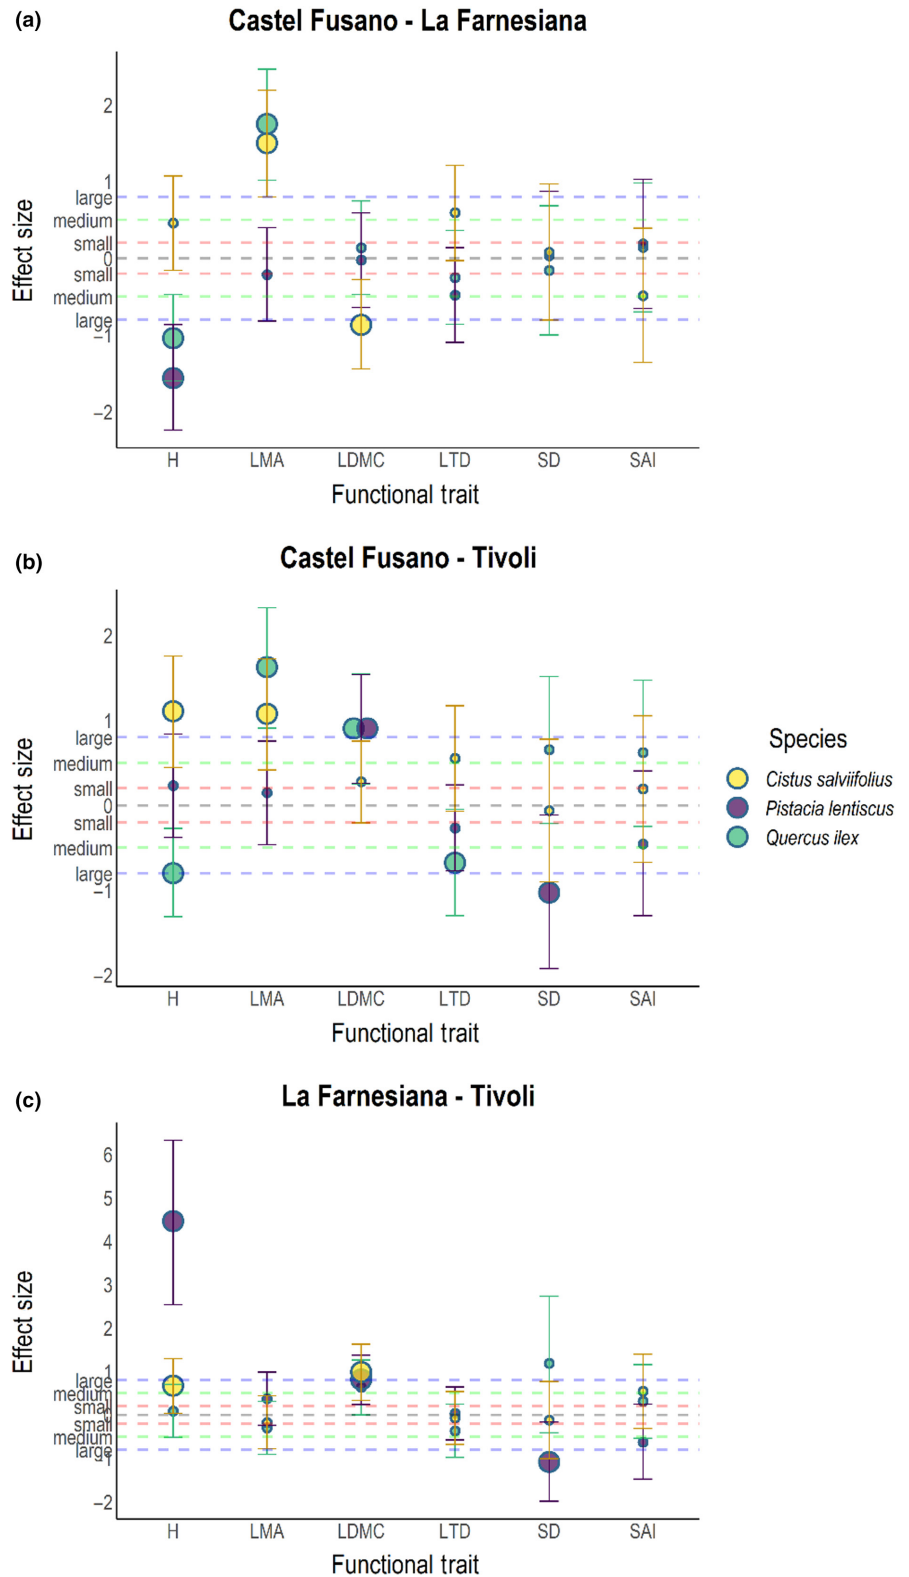 (a)
Castel Fusano - La Farnesiana
Effect size
2
1
large
medium
small
0
small
medium
large
−1
−2
H LMA LDMC LTD SD SAI
Functional trait
(b)
Castel Fusano - Tivoli
Effect size
2
1
large
medium
small
0
small
medium
large
−1
−2
H LMA LDMC LTD SD SAI
Functional trait
Species
Cistus salviifolius
Pistacia lentiscus
Quercus ilex
(c)
La Farnesiana - Tivoli
Effect size
6
5
4
3
2
1
large
medium
small
small
medium
large
−1
−2
H LMA LDMC LTD SD SAI
Functional trait